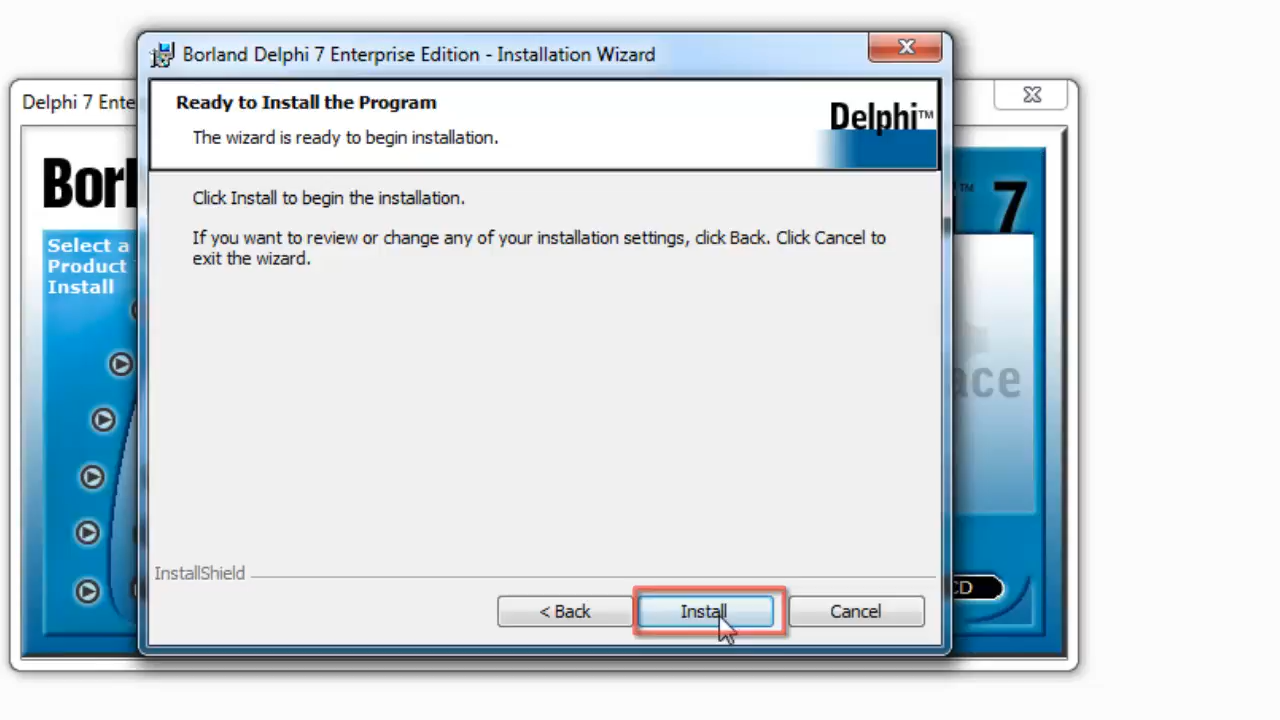 Borland Delphi 7 Enterprise Edition - Installation Wizard
Delphi 7 Ente
Ready to Install the Program
The wizard is ready to begin installation.
Delphi™
Borl
™ 7
Click Install to begin the installation.
If you want to review or change any of your installation settings, click Back. Click Cancel to
exit the wizard.
Select a
Product
Install
ace
InstallShield
CD
< Back
Install
Cancel